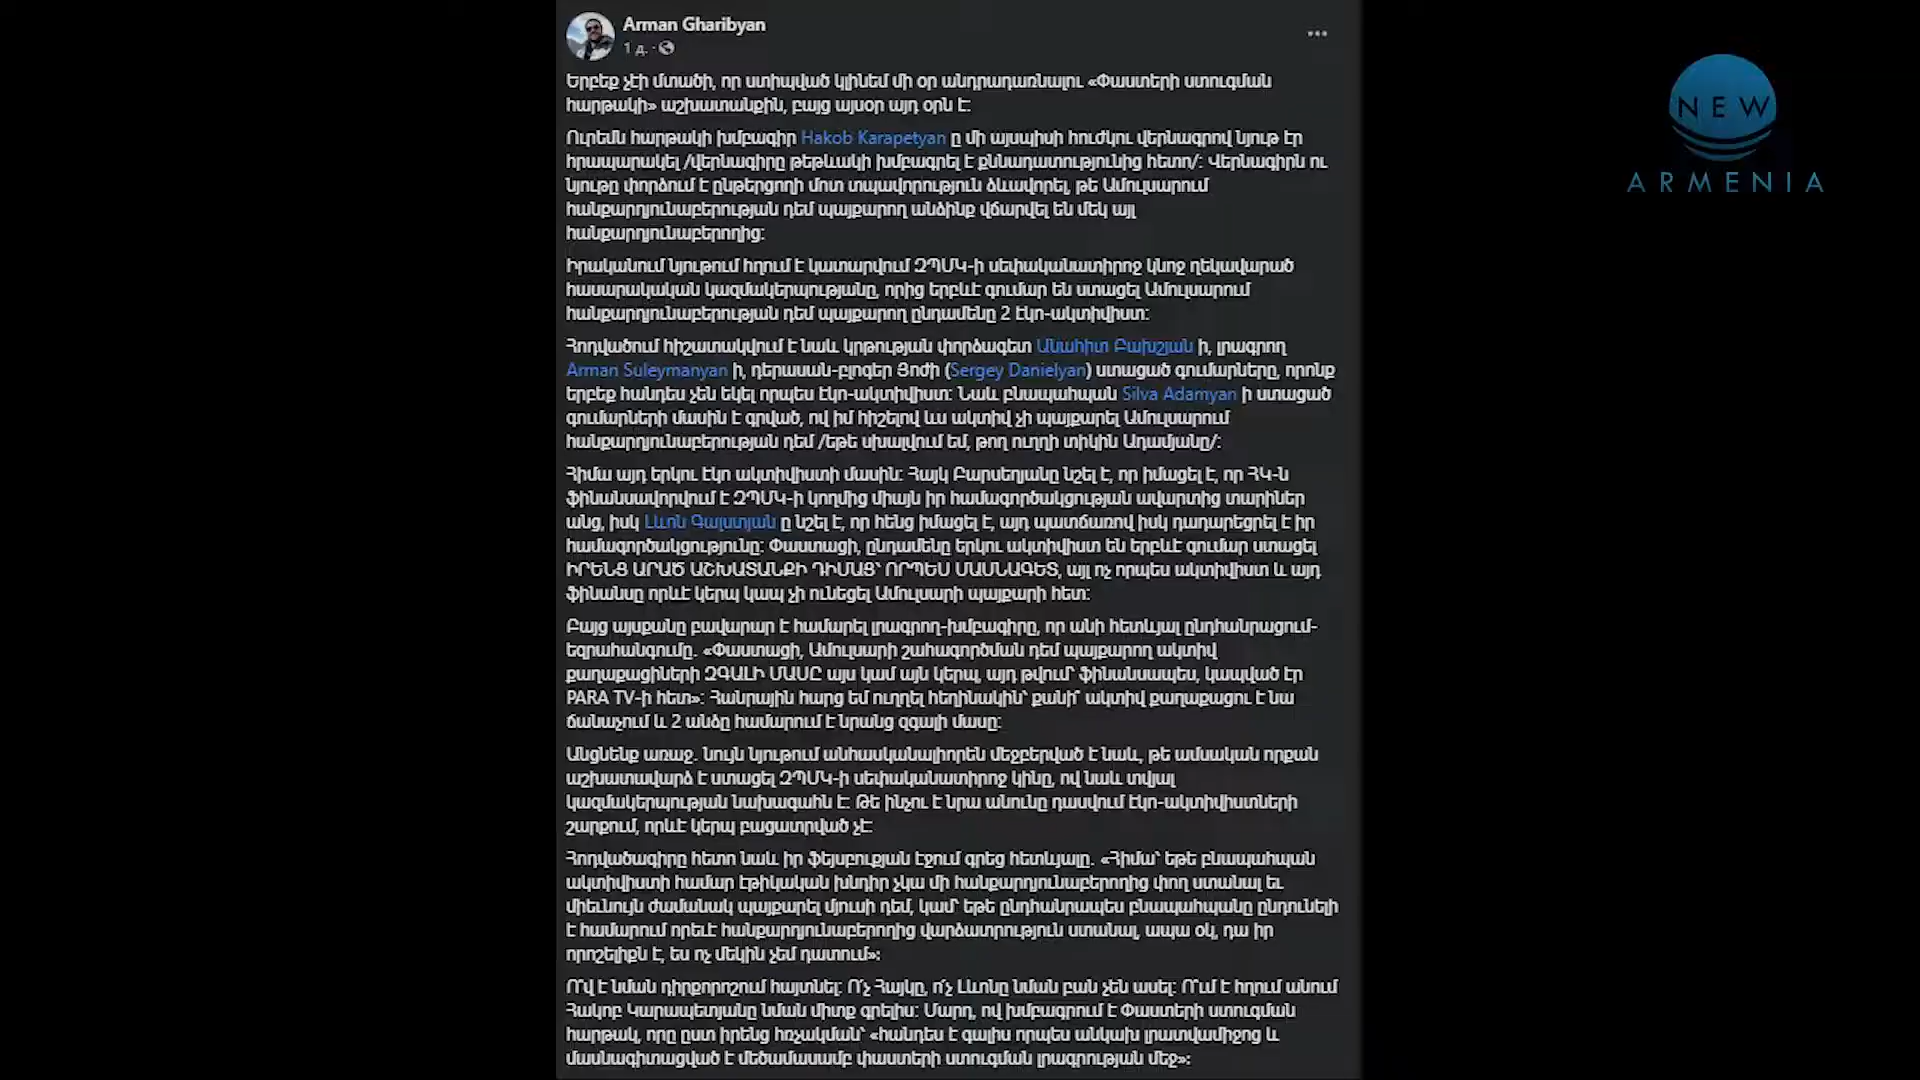 Arman Gharibyan
1 д. ·
Երբեք չէի մտածի, որ ստիպված կլինեմ մի օր անդրադառնալու «Փաստերի ստուգման
հարթակի» աշխատանքին, բայց այսօր այդ օրն է:
Ուրեմն հարթակի խմբագիր Hakob Karapetyan ը մի այսպիսի հուժկու վերնագրով նյութ էր
հրապարակել /վերնագիրը թեթևակի խմբագրել է քննադատությունից հետո/: Վերնագիրն ու
նյութը փորձում է ընթերցողի մոտ տպավորություն ձևավորել, թե Ամուլսարում
հանքարդյունաբերության դեմ պայքարող անձինք վճարվել են մեկ այլ
հանքարդյունաբերողից:
Իրականում նյութում հղում է կատարվում ԶՊՄԿ-ի սեփականատիրոջ կնոջ ղեկավարած
հասարակական կազմակերպությանը, որից երբևէ գումար են ստացել Ամուլսարում
հանքարդյունաբերության դեմ պայքարող ընդամենը 2 էկո-ակտիվիստ:
Հոդվածում հիշատակվում է նաև կրթության փորձագետ Անահիտ Բախշյան ի, լրագրող
Arman Suleymanyan ի, դերասան-բլոգեր Յոժի (Sergey Danielyan) ստացած գումարները, որոնք
երբեք հանդես չեն եկել որպես էկո-ակտիվիստ: Նաև բնապահպան Silva Adamyan ի ստացած
գումարների մասին է գրված, ով իմ հիշելով ևս ակտիվ չի պայքարել Ամուլսարում
հանքարդյունաբերության դեմ /եթե սխալվում եմ, թող ուղղի տիկին Ադամյանը/:
Հիմա այդ երկու էկո ակտիվիստի մասին: Հայկ Բարսեղյանը նշել է, որ իմացել է, որ ՀԿ-ն
ֆինանսավորվում է ԶՊՄԿ-ի կողմից միայն իր համագործակցության ավարտից տարիներ
անց, իսկ Լևոն Գալստյան ը նշել է, որ հենց իմացել է, այդ պատճառով իսկ դադարեցրել է իր
համագործակցությունը: Փաստացի, ընդամենը երկու ակտիվիստ են երբևէ գումար ստացել
ԻՐԵՆՑ ԱՐԱԾ ԱՇԽԱՏԱՆՔԻ ԴԻՄԱՑ՝ ՈՐՊԵՍ ՄԱՍՆԱԳԵՏ, այլ ոչ որպես ակտիվիստ և այդ
ֆինանսը որևէ կերպ կապ չի ունեցել Ամուլսարի պայքարի հետ:
Բայց այսքանը բավարար է համարել լրագրող-խմբագիրը, որ անի հետևյալ ընդհանրացում-
եզրահանգումը. «Փաստացի, Ամուլսարի շահագործման դեմ պայքարող ակտիվ
քաղաքացիների ԶԳԱԼԻ ՄԱՍԸ այս կամ այն կերպ, այդ թվում՝ ֆինանսապես, կապված էր
PARA TV-ի հետ»: Հանրային հարց եմ ուղղել հեղինակին՝ քանի՞ ակտիվ քաղաքացու է նա
ճանաչում և 2 անձը համարում է նրանց զգալի մասը:
Անցնենք առաջ. նույն նյութում անհասկանալիորեն մեջբերված է նաև, թե ամսական որքան
աշխատավարձ է ստացել ԶՊՄԿ-ի սեփականատիրոջ կինը, ով նաև տվյալ
կազմակերպության նախագահն է: Թե ինչու է նրա անունը դասվում էկո-ակտիվիստների
շարքում, որևէ կերպ բացատրված չէ:
Հոդվածագիրը հետո նաև իր ֆեյսբուքյան էջում գրեց հետևյալը. «Հիմա՝ եթե բնապահպան
ակտիվիստի համար էթիկական խնդիր չկա մի հանքարդյունաբերողից փող ստանալ եւ
միեւնույն ժամանակ պայքարել մյուսի դեմ, կամ՝ եթե ընդհանրապես բնապահպանը ընդունելի
է համարում որեւէ հանքարդյունաբերողից վարձատրություն ստանալ, ապա օկ, դա իր
որոշելիքն է, ես ոչ մեկին չեմ դատում»:
Ո՞վ է նման դիրքորոշում հայտնել: Ո՛չ Հայկը, ո՛չ Լևոնը նման բան չեն ասել: Ո՞ւմ է հղում անում
Հակոբ Կարապետյանը նման միտք գրելիս: Մարդ, ով խմբագրում է Փաստերի ստուգման
հարթակ, որը ըստ իրենց հռչակման՝ «հանդես է գալիս որպես անկախ լրատվամիջոց և
մասնագիտացված է մեծամասամբ փաստերի ստուգման լրագրության մեջ»:
NEW
ARMENIA